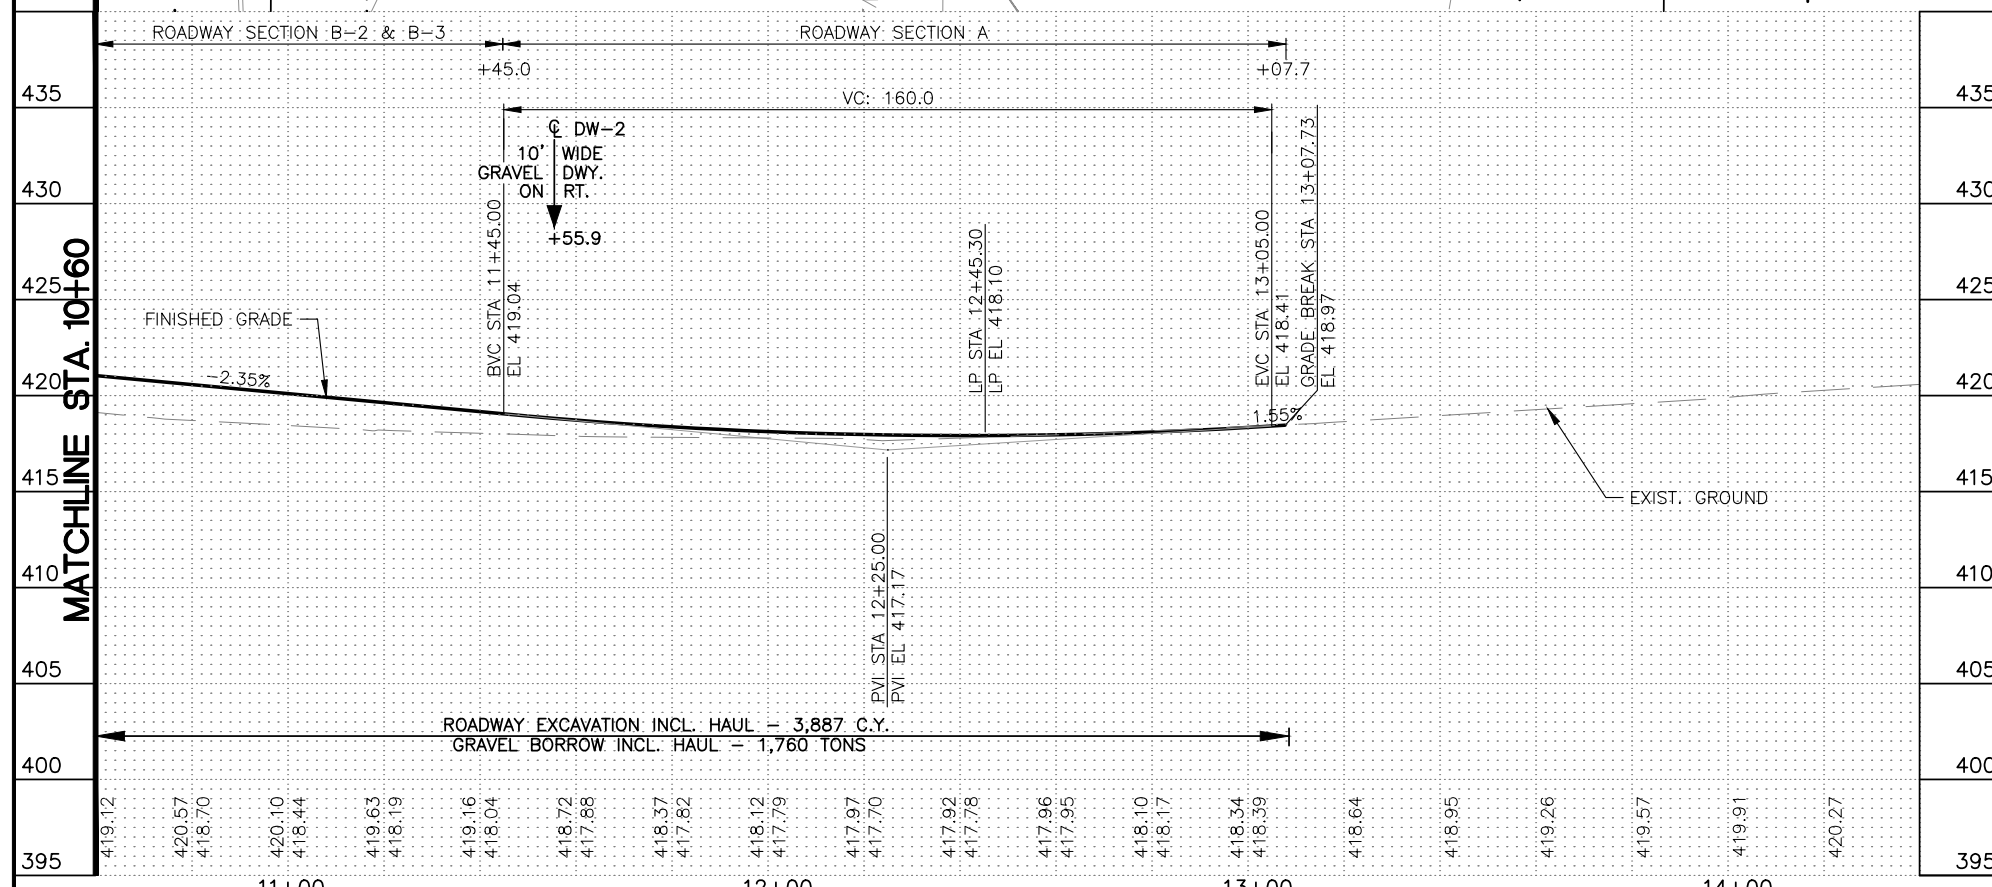 ROADWAY SECTION B-2 & B-3
ROADWAY SECTION A
+45.0
+07.7
VC: 160.0
℄ DW-2
10' WIDE
GRAVEL DWY.
ON RT.
+55.9
435
430
425
420
415
410
405
400
395
MATCHLINE STA. 10+60
FINISHED GRADE
--2.35%
BVC STA 11+45.00
EL 419.04
LP STA 12+45.30
LP EL 418.10
EVC STA 13+05.00
EL 418.41
GRADE BREAK STA 13+07.73
EL 418.97
1.55%
EXIST. GROUND
PVI STA 12+25.00
PVI EL 417.17
ROADWAY EXCAVATION INCL. HAUL - 3,887 C.Y.
GRAVEL BORROW INCL. HAUL - 1,760 TONS
419.12
420.57
418.70
420.10
418.44
419.63
418.19
419.16
418.04
418.72
417.88
418.37
417.82
418.12
417.79
417.97
417.70
417.92
417.78
417.96
417.95
418.10
418.17
418.34
418.39
418.64
418.95
419.26
419.57
419.91
420.27
435
430
425
420
415
410
405
400
395
11+00
12+00
13+00
14+00